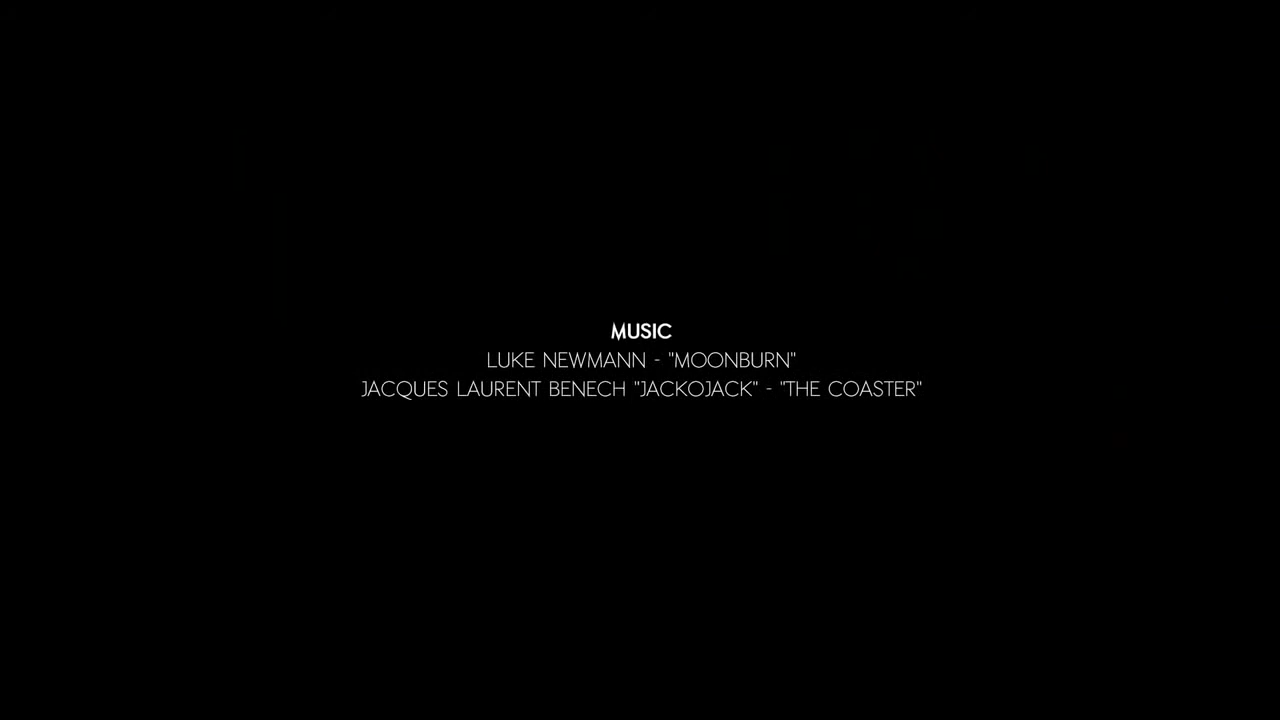 MUSIC
LUKE NEWMANN - "MOONBURN"
JACQUES LAURENT BENECH "JACKOJACK" - "THE COASTER"